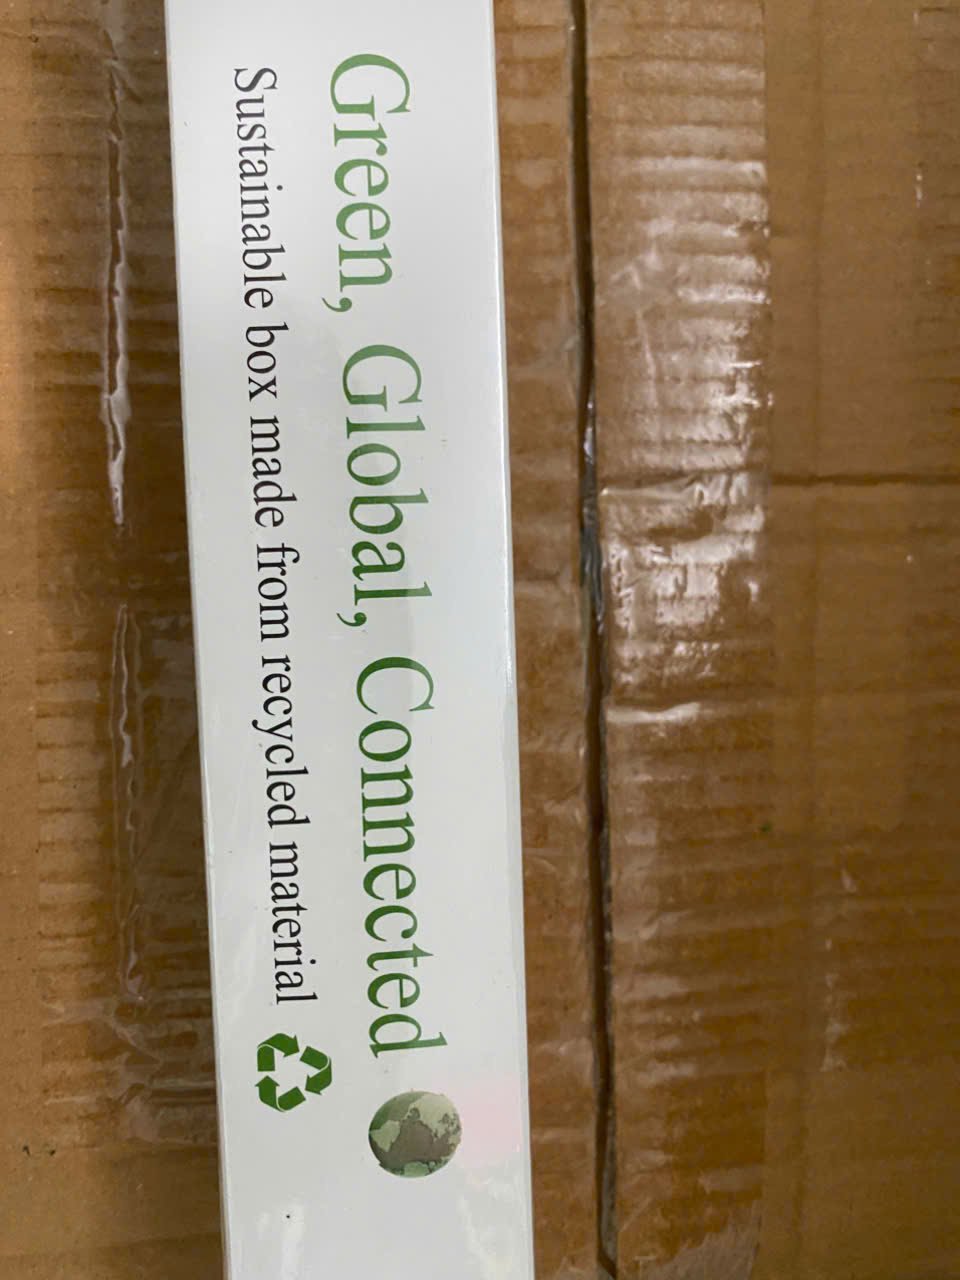 Green, Global, Connected
Sustainable box made from recycled material